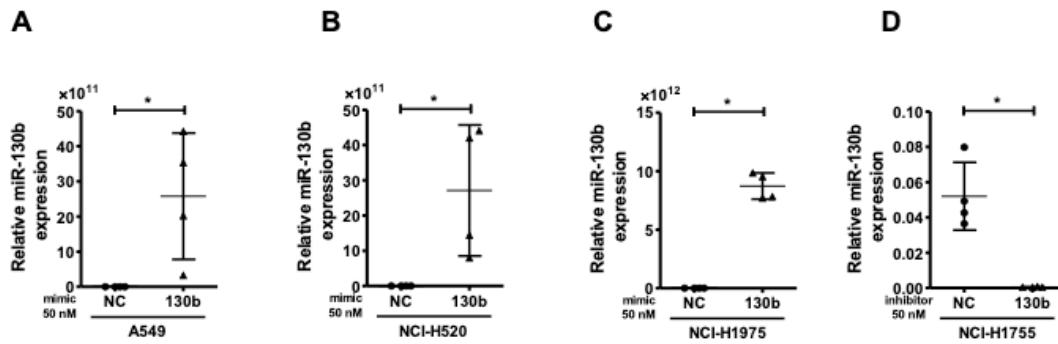 A
Relative miR-130b
expression
×10¹¹
50
40
30
20
10
0
*
mimic
50 nM
NC
130b
A549
B
Relative miR-130b
expression
×10¹¹
50
40
30
20
10
0
*
mimic
50 nM
NC
130b
NCI-H520
C
Relative miR-130b
expression
×10¹²
15
10
5
0
*
mimic
50 nM
NC
130b
NCI-H1975
D
Relative miR-130b
expression
0.10
0.08
0.06
0.04
0.02
0.00
*
inhibitor
50 nM
NC
130b
NCI-H1755